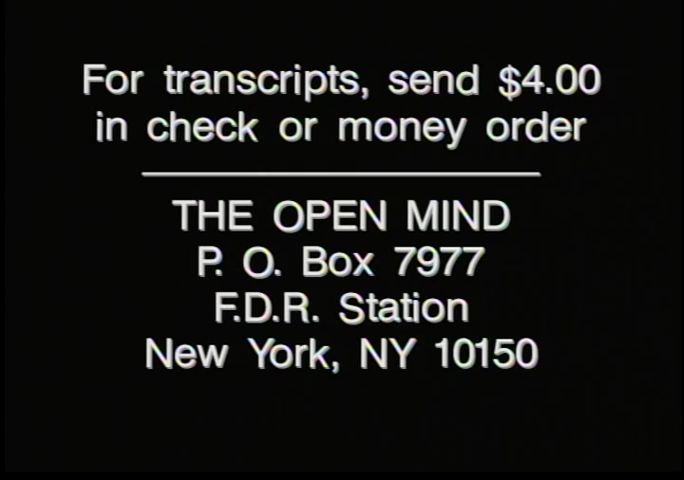 For transcripts, send $4.00
in check or money order
THE OPEN MIND
P. O. Box 7977
F.D.R. Station
New York, NY 10150